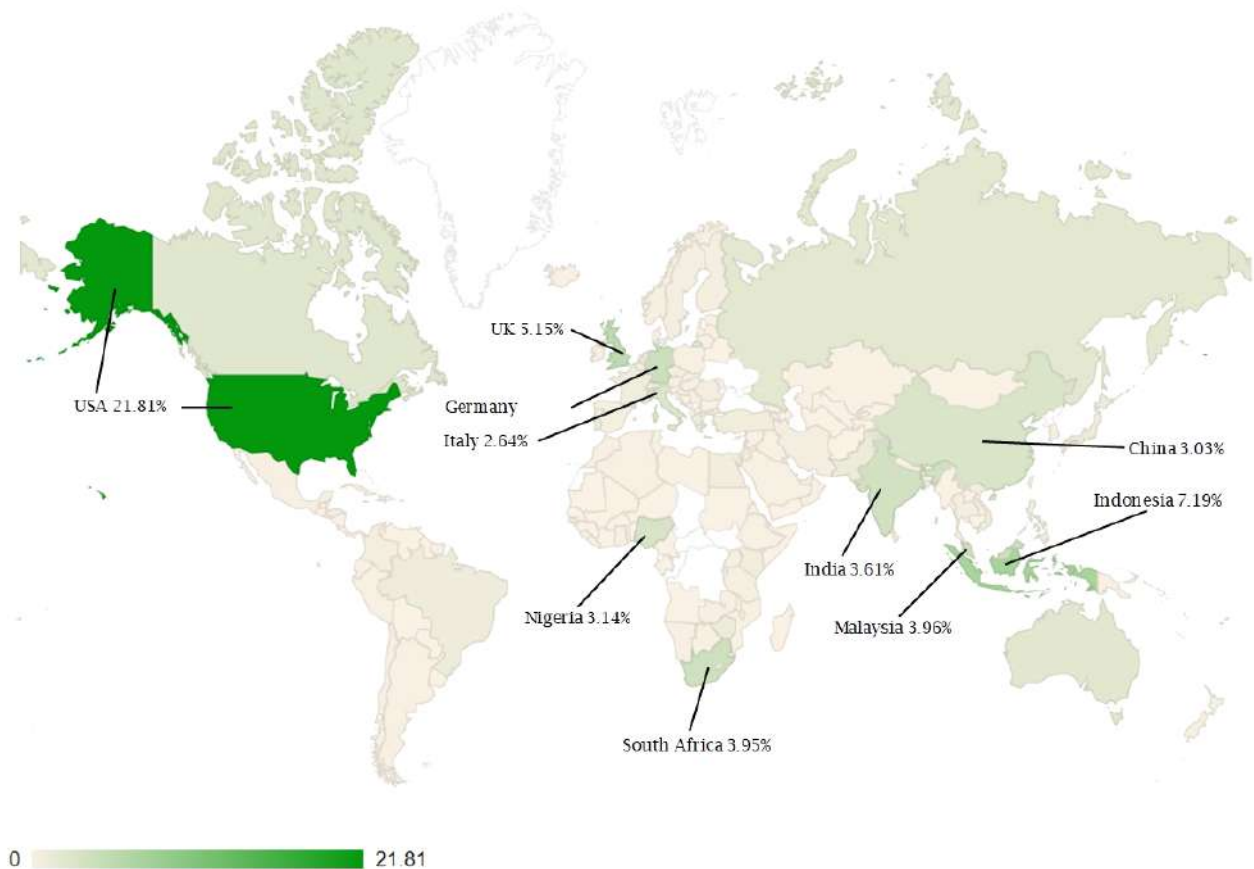 UK 5.15%
USA 21.81%
Germany
Italy 2.64%
China 3.03%
Indonesia 7.19%
India 3.61%
Nigeria 3.14%
Malaysia 3.96%
South Africa 3.95%
0 21.81